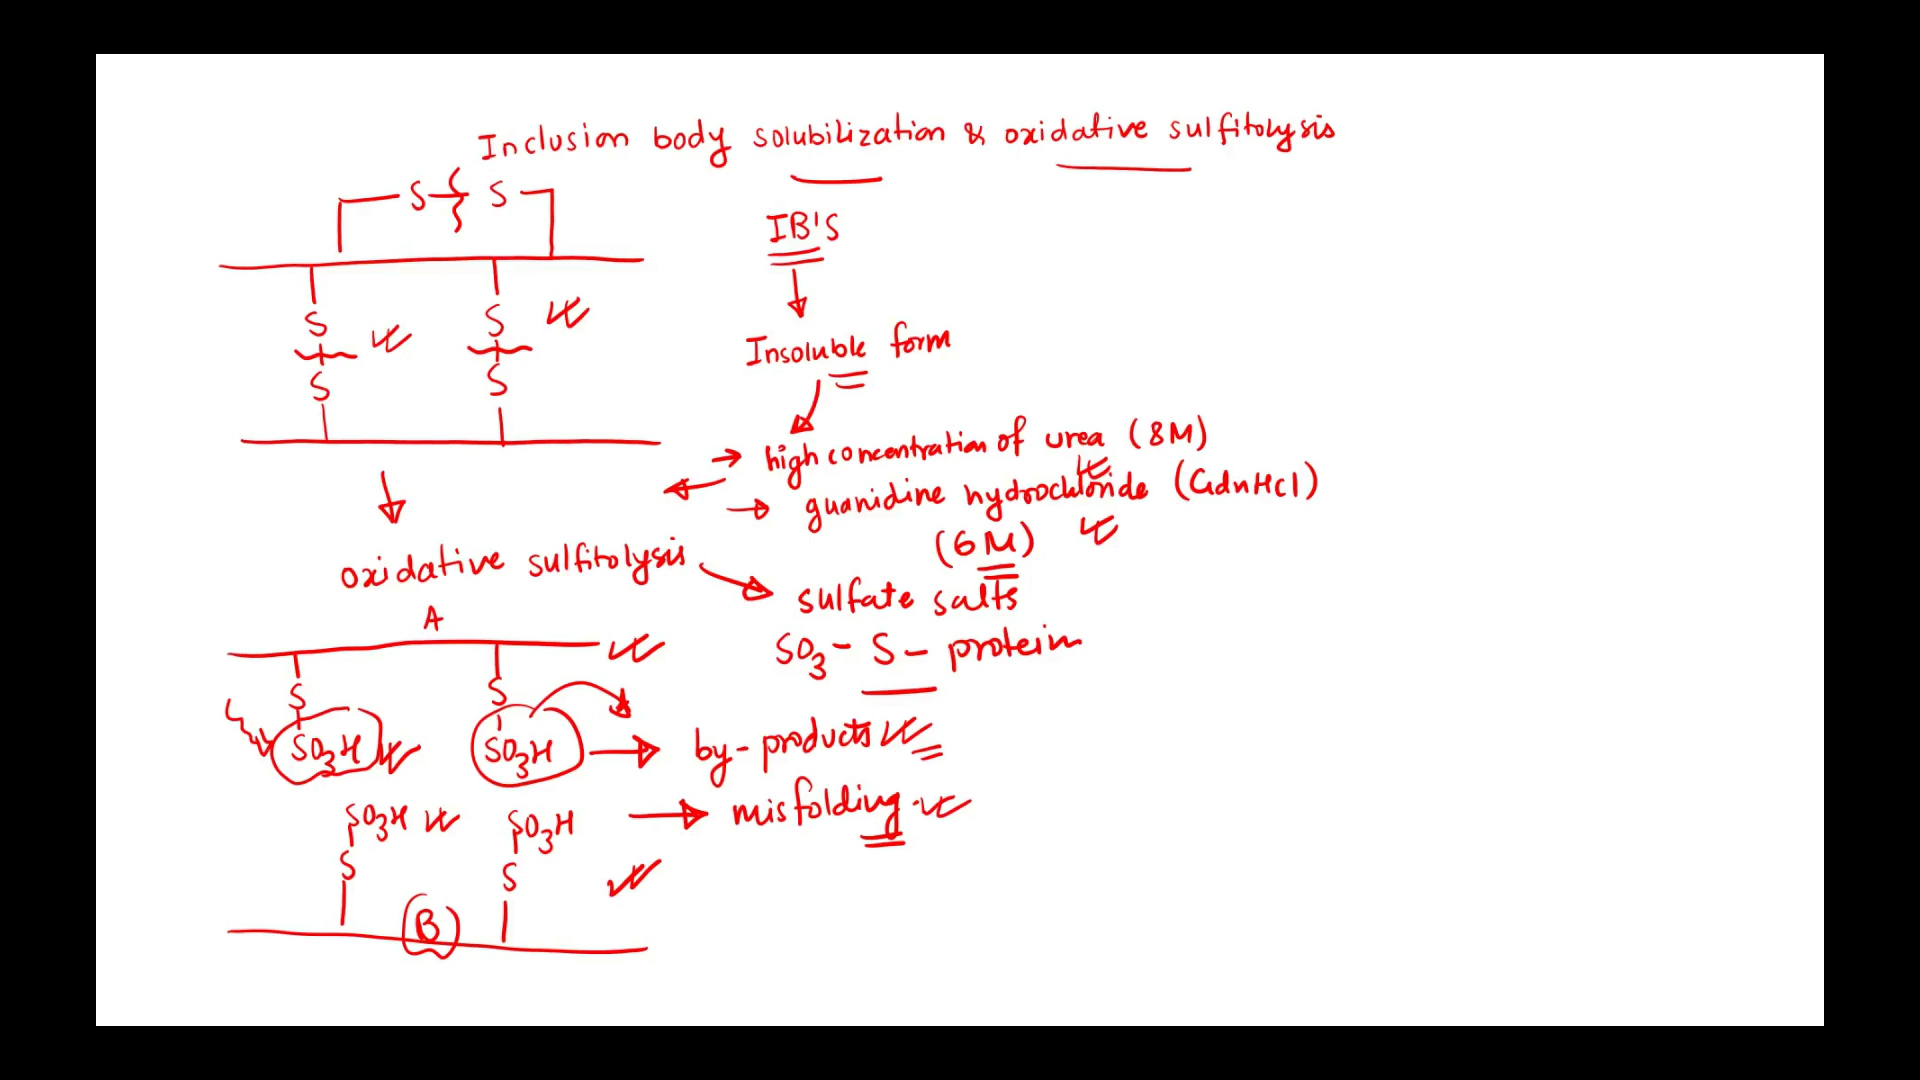 Inclusion body solubilization & oxidative sulfitolysis
S S
IB'S
S S
S S
Insoluble form
high concentration of urea (8M)
guanidine hydrochloride (GdnHCl)
(6M)
oxidative sulfitolysis
sulfate salts
A
SO3 - S - protein
S S
SO3H SO3H
by-products
misfolding
SO3H SO3H
S S
B